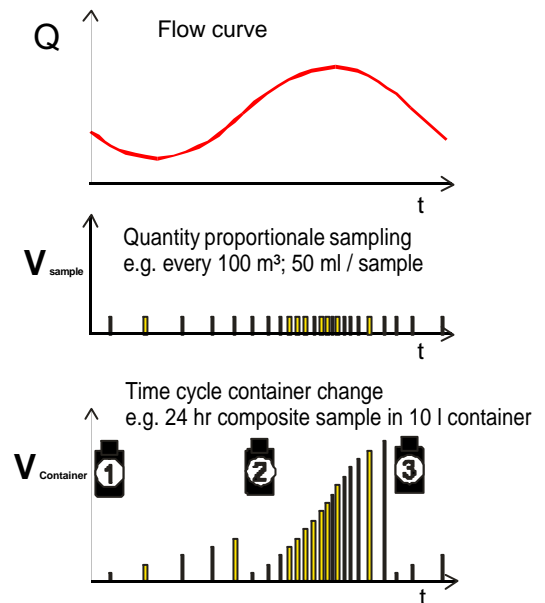 Q
Flow curve
t
Quantity proportionale sampling
e.g. every 100 m³; 50 ml / sample
V sample
t
Time cycle container change
e.g. 24 hr composite sample in 10 l container
1 2 3
V Container
t